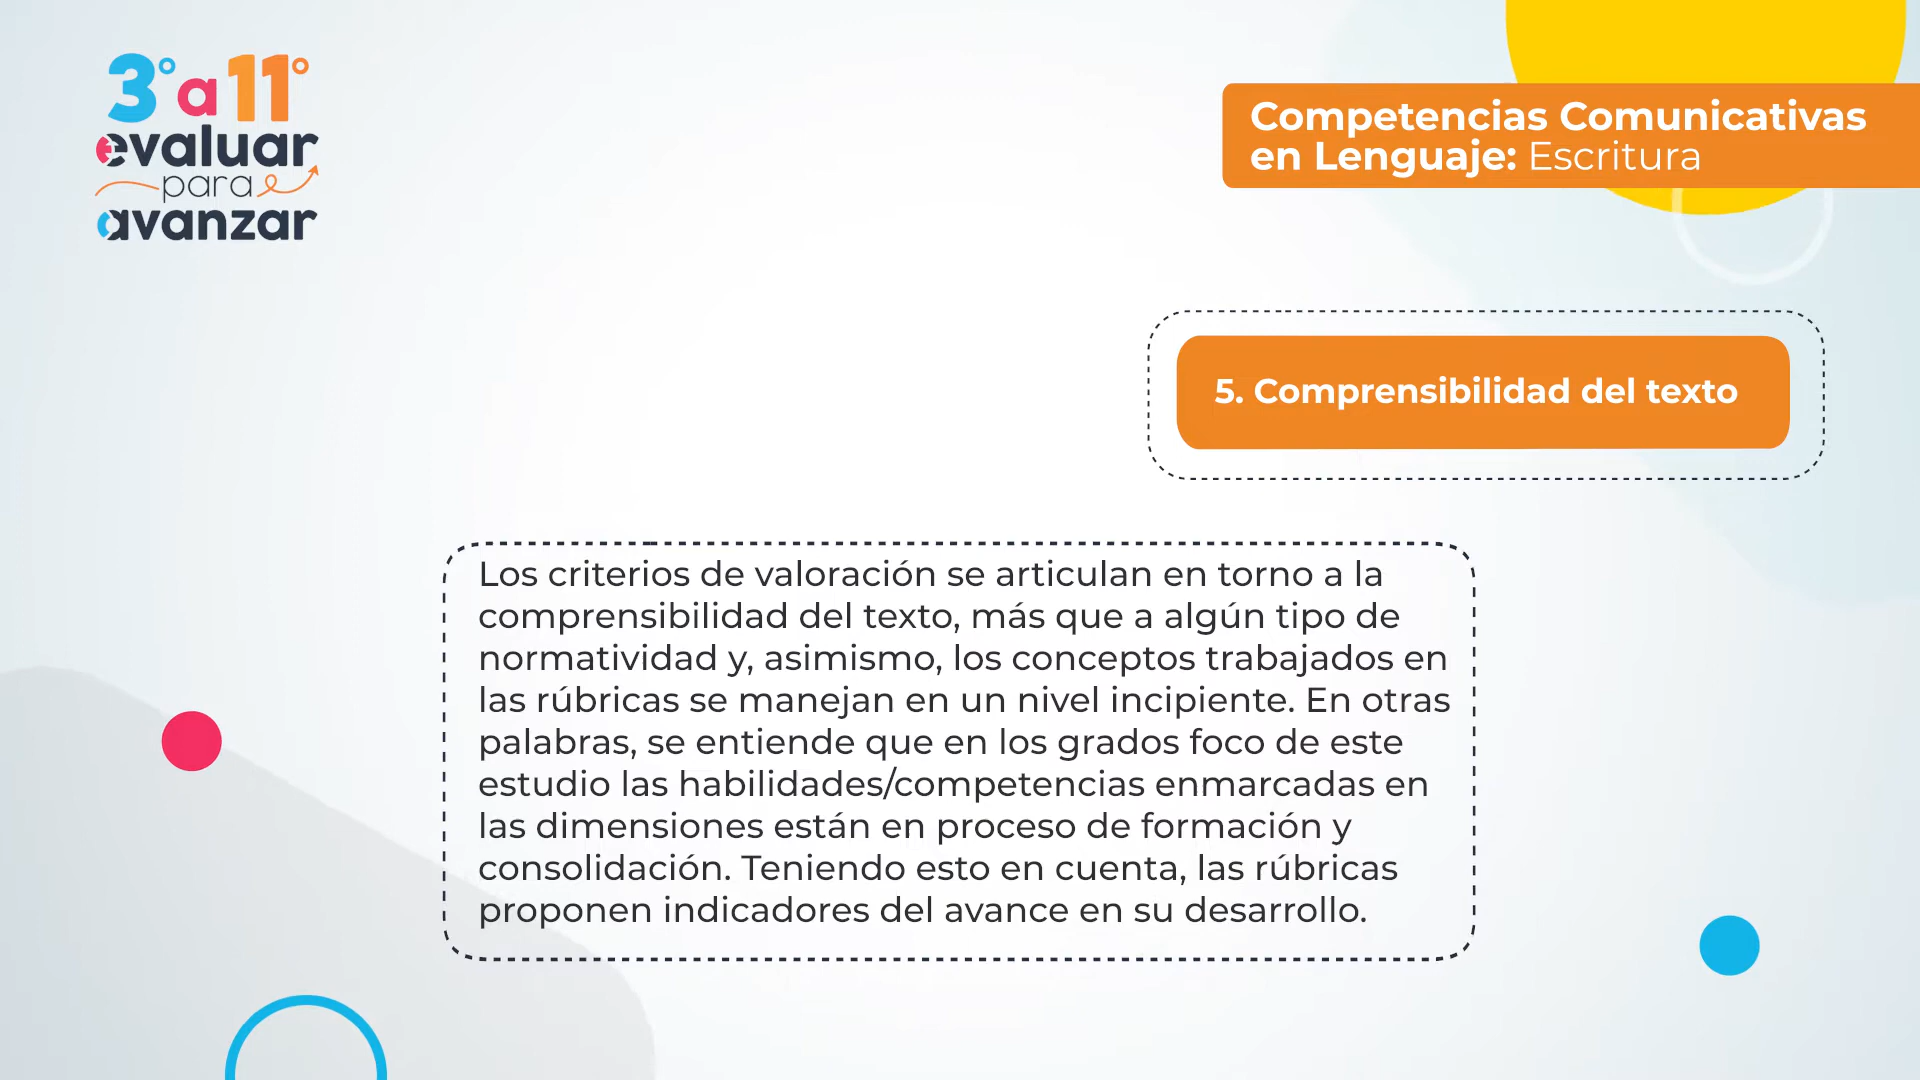 3° a 11°
evaluar
para
avanzar
Competencias Comunicativas
en Lenguaje: Escritura
5. Comprensibilidad del texto
Los criterios de valoración se articulan en torno a la
comprensibilidad del texto, más que a algún tipo de
normatividad y, asimismo, los conceptos trabajados en
las rúbricas se manejan en un nivel incipiente. En otras
palabras, se entiende que en los grados foco de este
estudio las habilidades/competencias enmarcadas en
las dimensiones están en proceso de formación y
consolidación. Teniendo esto en cuenta, las rúbricas
proponen indicadores del avance en su desarrollo.